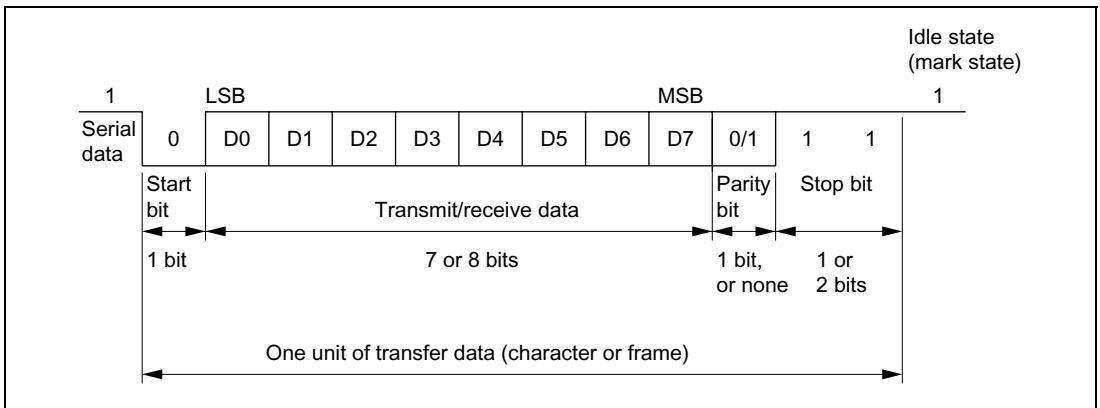 Idle state
(mark state)
1 LSB MSB 1
Serial
data
0 D0 D1 D2 D3 D4 D5 D6 D7 0/1 1 1
Start
bit
Transmit/receive data
Parity
bit
Stop bit
1 bit
7 or 8 bits
1 bit,
or none
1 or
2 bits
One unit of transfer data (character or frame)